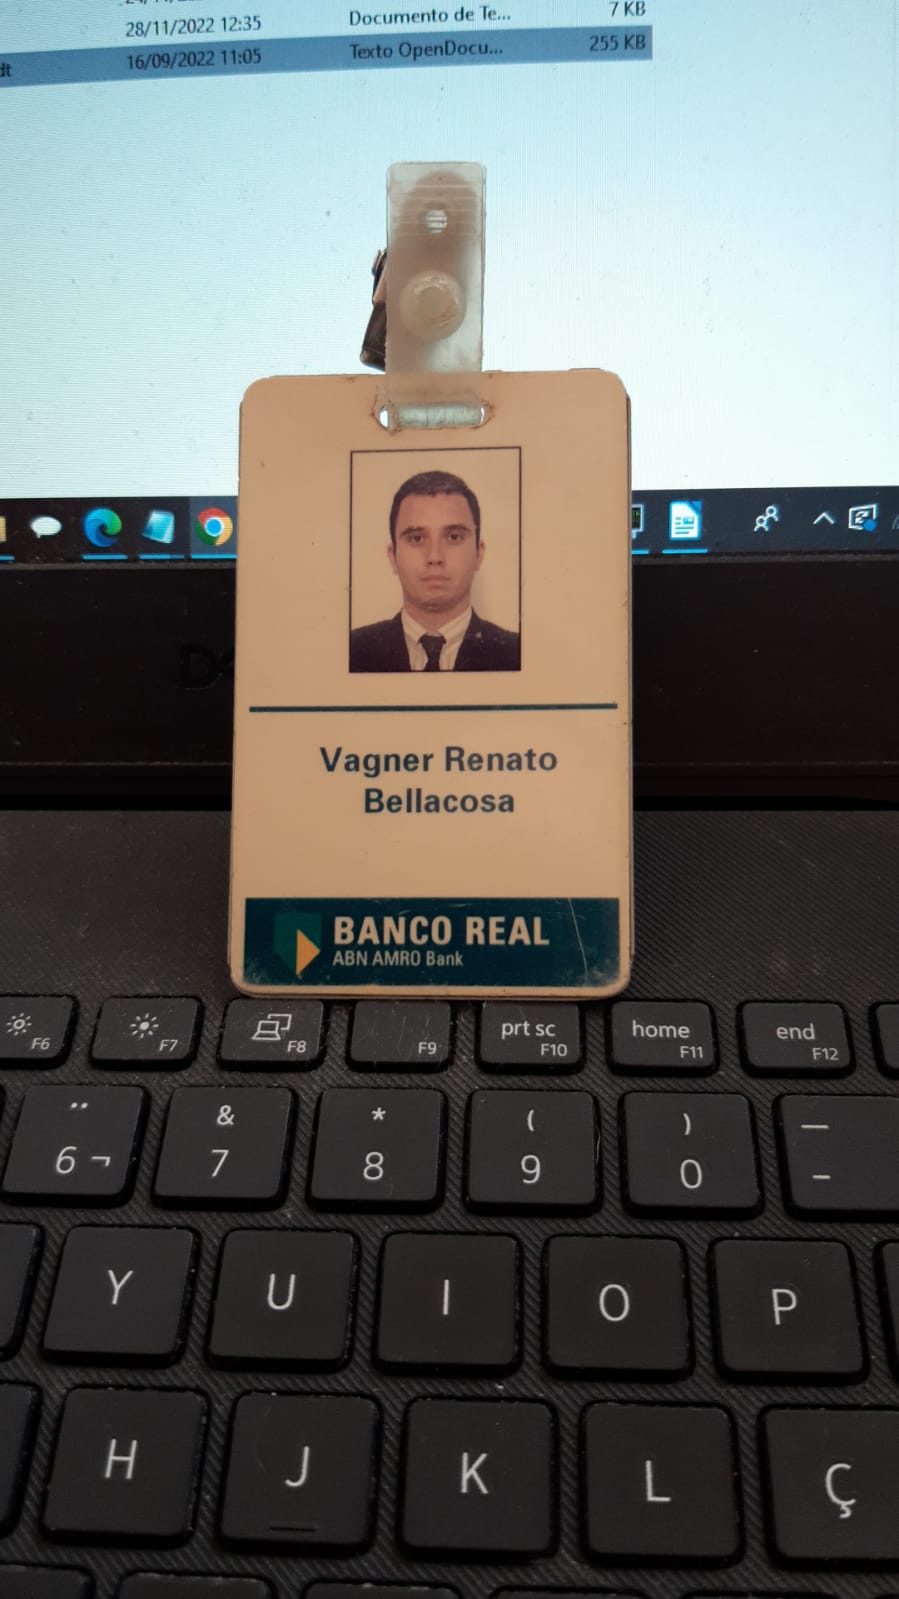 28/11/2022 12:35 Documento de Te... 7 KB
16/09/2022 11:05 Texto OpenDocu... 255 KB
Vagner Renato
Bellacosa
BANCO REAL
ABN AMRO Bank
F6 F7 F8 F9 prt sc F10 home F11 end F12
¨ 6 ¬ & 7 * 8 ( 9 ) 0 _ -
Y U I O P
H J K L Ç